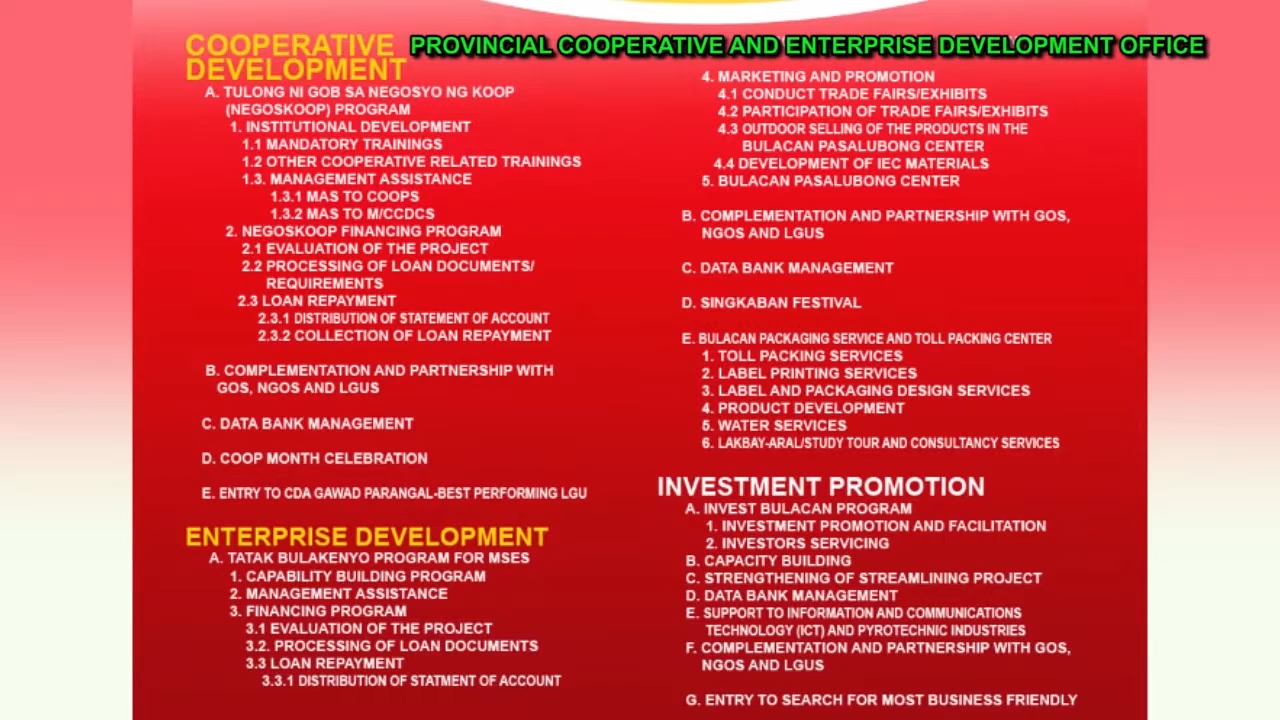 PROVINCIAL COOPERATIVE AND ENTERPRISE DEVELOPMENT OFFICE
COOPERATIVE
DEVELOPMENT
A. TULONG NI GOB SA NEGOSYO NG KOOP
(NEGOSKOOP) PROGRAM
1. INSTITUTIONAL DEVELOPMENT
1.1 MANDATORY TRAININGS
1.2 OTHER COOPERATIVE RELATED TRAININGS
1.3. MANAGEMENT ASSISTANCE
1.3.1 MAS TO COOPS
1.3.2 MAS TO M/CCDCS
2. NEGOSKOOP FINANCING PROGRAM
2.1 EVALUATION OF THE PROJECT
2.2 PROCESSING OF LOAN DOCUMENTS/
REQUIREMENTS
2.3 LOAN REPAYMENT
2.3.1 DISTRIBUTION OF STATEMENT OF ACCOUNT
2.3.2 COLLECTION OF LOAN REPAYMENT
B. COMPLEMENTATION AND PARTNERSHIP WITH
GOS, NGOS AND LGUS
C. DATA BANK MANAGEMENT
D. COOP MONTH CELEBRATION
E. ENTRY TO CDA GAWAD PARANGAL-BEST PERFORMING LGU
ENTERPRISE DEVELOPMENT
A. TATAK BULAKENYO PROGRAM FOR MSES
1. CAPABILITY BUILDING PROGRAM
2. MANAGEMENT ASSISTANCE
3. FINANCING PROGRAM
3.1 EVALUATION OF THE PROJECT
3.2. PROCESSING OF LOAN DOCUMENTS
3.3 LOAN REPAYMENT
3.3.1 DISTRIBUTION OF STATMENT OF ACCOUNT
4. MARKETING AND PROMOTION
4.1 CONDUCT TRADE FAIRS/EXHIBITS
4.2 PARTICIPATION OF TRADE FAIRS/EXHIBITS
4.3 OUTDOOR SELLING OF THE PRODUCTS IN THE
BULACAN PASALUBONG CENTER
4.4 DEVELOPMENT OF IEC MATERIALS
5. BULACAN PASALUBONG CENTER
B. COMPLEMENTATION AND PARTNERSHIP WITH GOS,
NGOS AND LGUS
C. DATA BANK MANAGEMENT
D. SINGKABAN FESTIVAL
E. BULACAN PACKAGING SERVICE AND TOLL PACKING CENTER
1. TOLL PACKING SERVICES
2. LABEL PRINTING SERVICES
3. LABEL AND PACKAGING DESIGN SERVICES
4. PRODUCT DEVELOPMENT
5. WATER SERVICES
6. LAKBAY-ARAL/STUDY TOUR AND CONSULTANCY SERVICES
INVESTMENT PROMOTION
A. INVEST BULACAN PROGRAM
1. INVESTMENT PROMOTION AND FACILITATION
2. INVESTORS SERVICING
B. CAPACITY BUILDING
C. STRENGTHENING OF STREAMLINING PROJECT
D. DATA BANK MANAGEMENT
E. SUPPORT TO INFORMATION AND COMMUNICATIONS
TECHNOLOGY (ICT) AND PYROTECHNIC INDUSTRIES
F. COMPLEMENTATION AND PARTNERSHIP WITH GOS,
NGOS AND LGUS
G. ENTRY TO SEARCH FOR MOST BUSINESS FRIENDLY